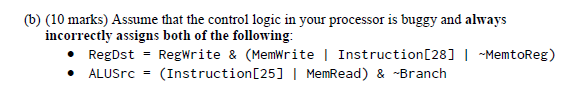 (b) (10 marks) Assume that the control logic in your processor is buggy and always
incorrectly assigns both of the following:
• RegDst = RegWrite & (MemWrite | Instruction[28] | ~MemtoReg)
• ALUSrc = (Instruction[25] | MemRead) & ~Branch